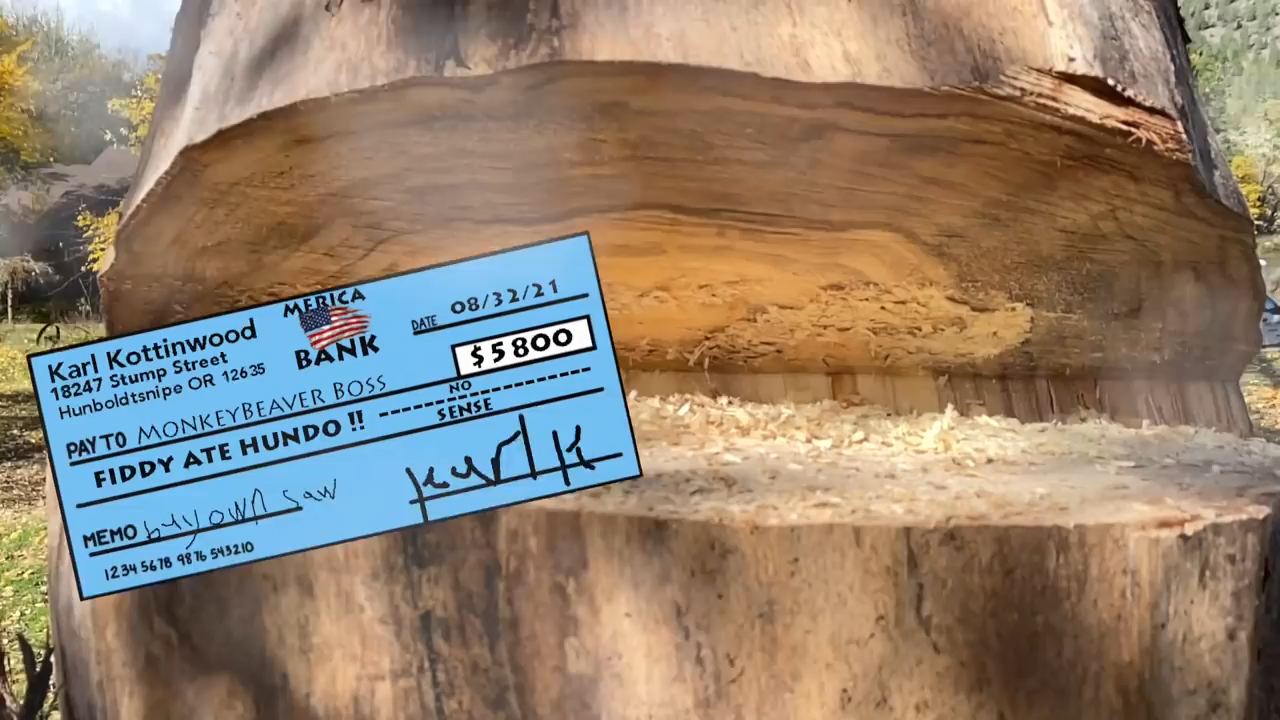 Karl Kottinwood
18247 Stump Street
Hunboldtsnipe OR 12635
MERICA
BANK
DATE 08/32/21
$5800
PAY TO MONKEYBEAVER BOSS
FIDDY ATE HUNDO !!
NO
SENSE
MEMO buy own saw
Karl K
1234 5678 9876 543210